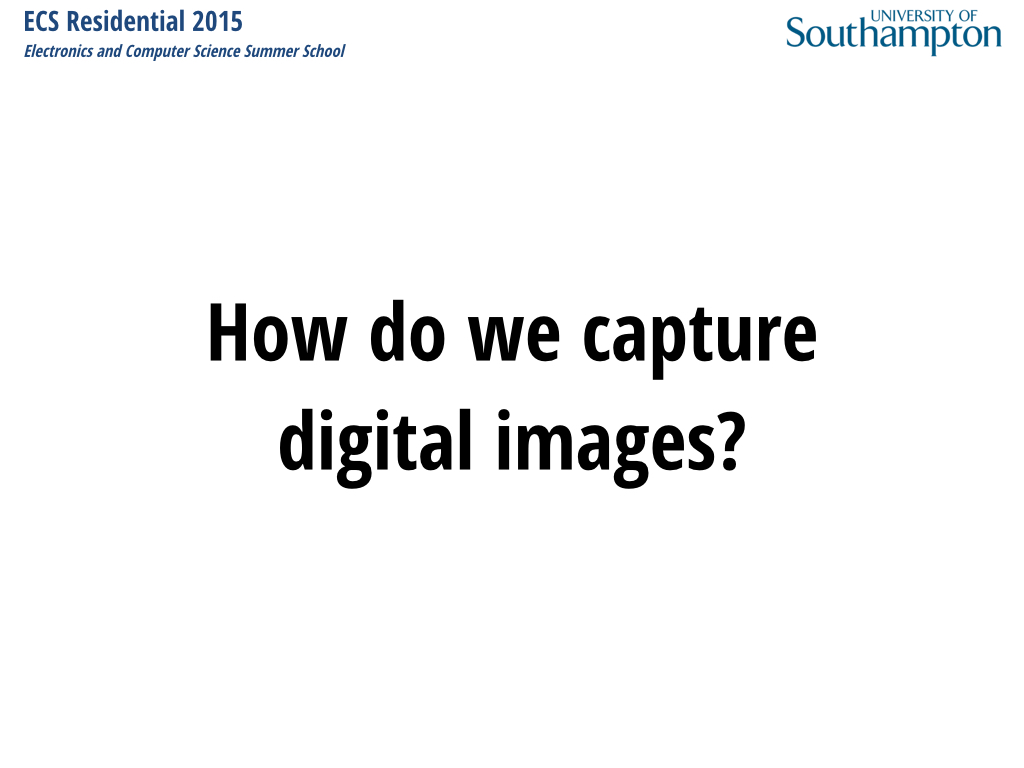 ECS Residential 2015
Electronics and Computer Science Summer School
UNIVERSITY OF
Southampton
How do we capture
digital images?